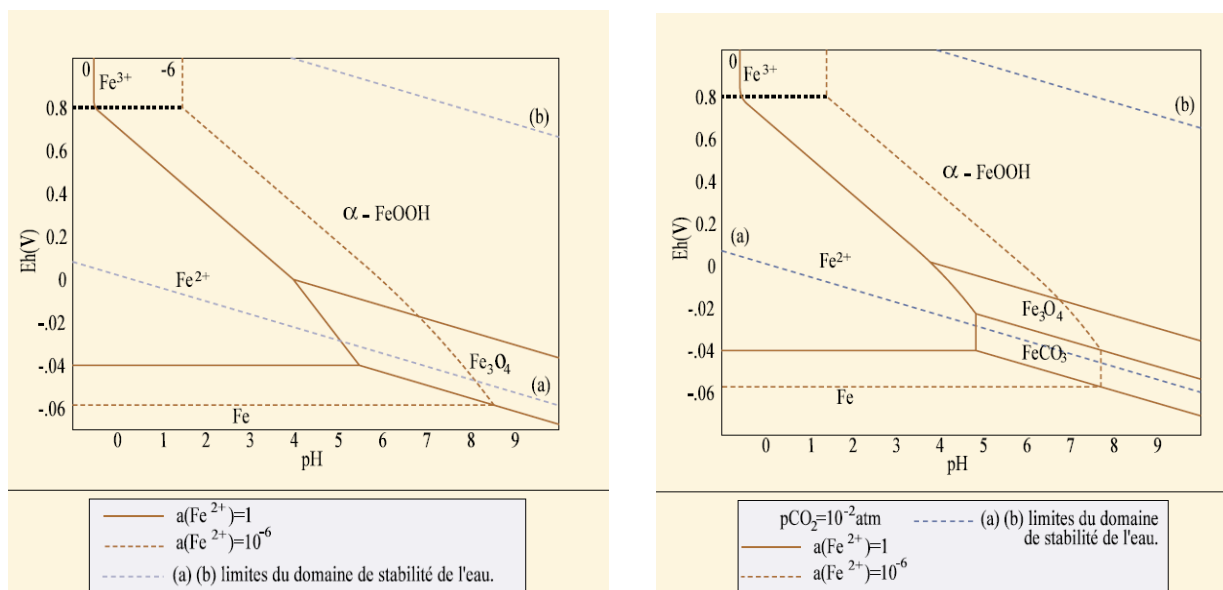 0
-6
Fe3+
0.8
(b)
0.6
0.4
α - FeOOH
0.2
Eh(V)
0
Fe2+
-.02
Fe3O4
-.04
(a)
-.06
Fe
0 1 2 3 4 5 6 7 8 9
pH
a(Fe 2+)=1
a(Fe 2+)=10-6
(a) (b) limites du domaine de stabilité de l'eau.
0
Fe3+
0.8
(b)
0.6
α - FeOOH
0.4
0.2
(a)
Eh(V)
Fe2+
0
-.02
Fe3O4
-.04
FeCO3
-.06
Fe
0 1 2 3 4 5 6 7 8 9
pH
pCO2=10-2atm
(a) (b) limites du domaine
de stabilité de l'eau.
a(Fe 2+)=1
a(Fe 2+)=10-6